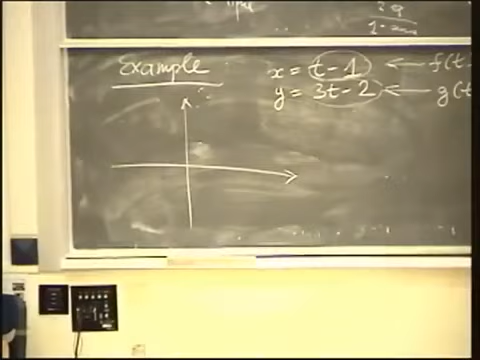 Example
x = t - 1 ← f(t
y = 3t - 2 ← g(t